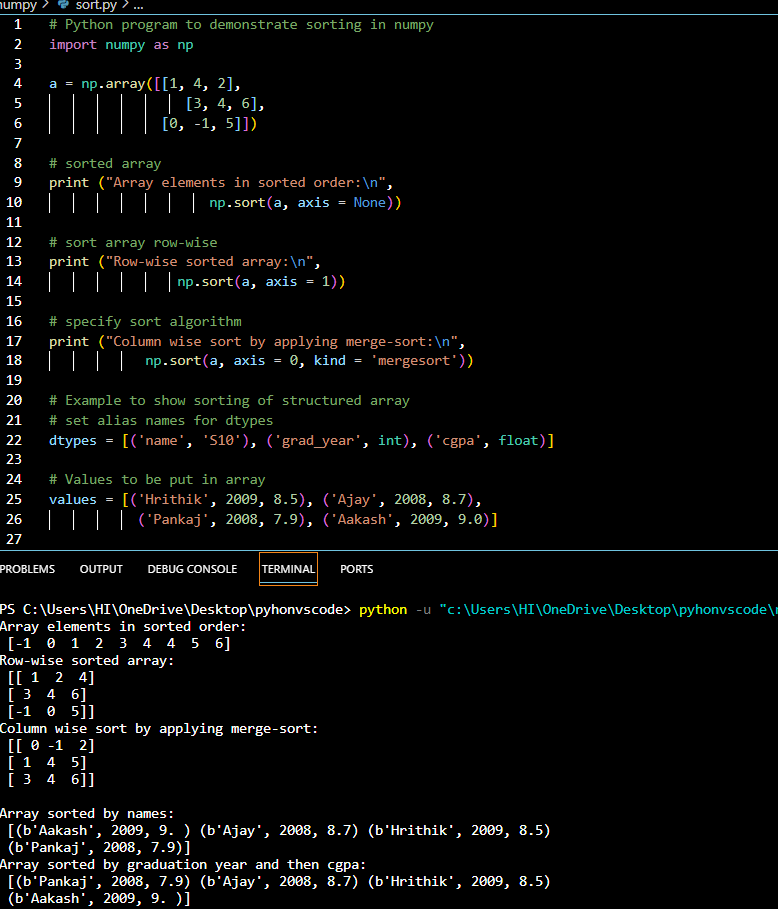 numpy > sort.py > ...
1 # Python program to demonstrate sorting in numpy
2 import numpy as np
3
4 a = np.array([[1, 4, 2],
5 [3, 4, 6],
6 [0, -1, 5]])
7
8 # sorted array
9 print ("Array elements in sorted order:\n",
10 np.sort(a, axis = None))
11
12 # sort array row-wise
13 print ("Row-wise sorted array:\n",
14 np.sort(a, axis = 1))
15
16 # specify sort algorithm
17 print ("Column wise sort by applying merge-sort:\n",
18 np.sort(a, axis = 0, kind = 'mergesort'))
19
20 # Example to show sorting of structured array
21 # set alias names for dtypes
22 dtypes = [('name', 'S10'), ('grad_year', int), ('cgpa', float)]
23
24 # Values to be put in array
25 values = [('Hrithik', 2009, 8.5), ('Ajay', 2008, 8.7),
26 ('Pankaj', 2008, 7.9), ('Aakash', 2009, 9.0)]
27
PROBLEMS OUTPUT DEBUG CONSOLE TERMINAL PORTS
PS C:\Users\HI\OneDrive\Desktop\pyhonvscode> python -u "c:\Users\HI\OneDrive\Desktop\pyhonvscode\
Array elements in sorted order:
[-1 0 1 2 3 4 4 5 6]
Row-wise sorted array:
[[ 1 2 4]
[ 3 4 6]
[-1 0 5]]
Column wise sort by applying merge-sort:
[[ 0 -1 2]
[ 1 4 5]
[ 3 4 6]]
Array sorted by names:
[(b'Aakash', 2009, 9. ) (b'Ajay', 2008, 8.7) (b'Hrithik', 2009, 8.5)
(b'Pankaj', 2008, 7.9)]
Array sorted by graduation year and then cgpa:
[(b'Pankaj', 2008, 7.9) (b'Ajay', 2008, 8.7) (b'Hrithik', 2009, 8.5)
(b'Aakash', 2009, 9. )]